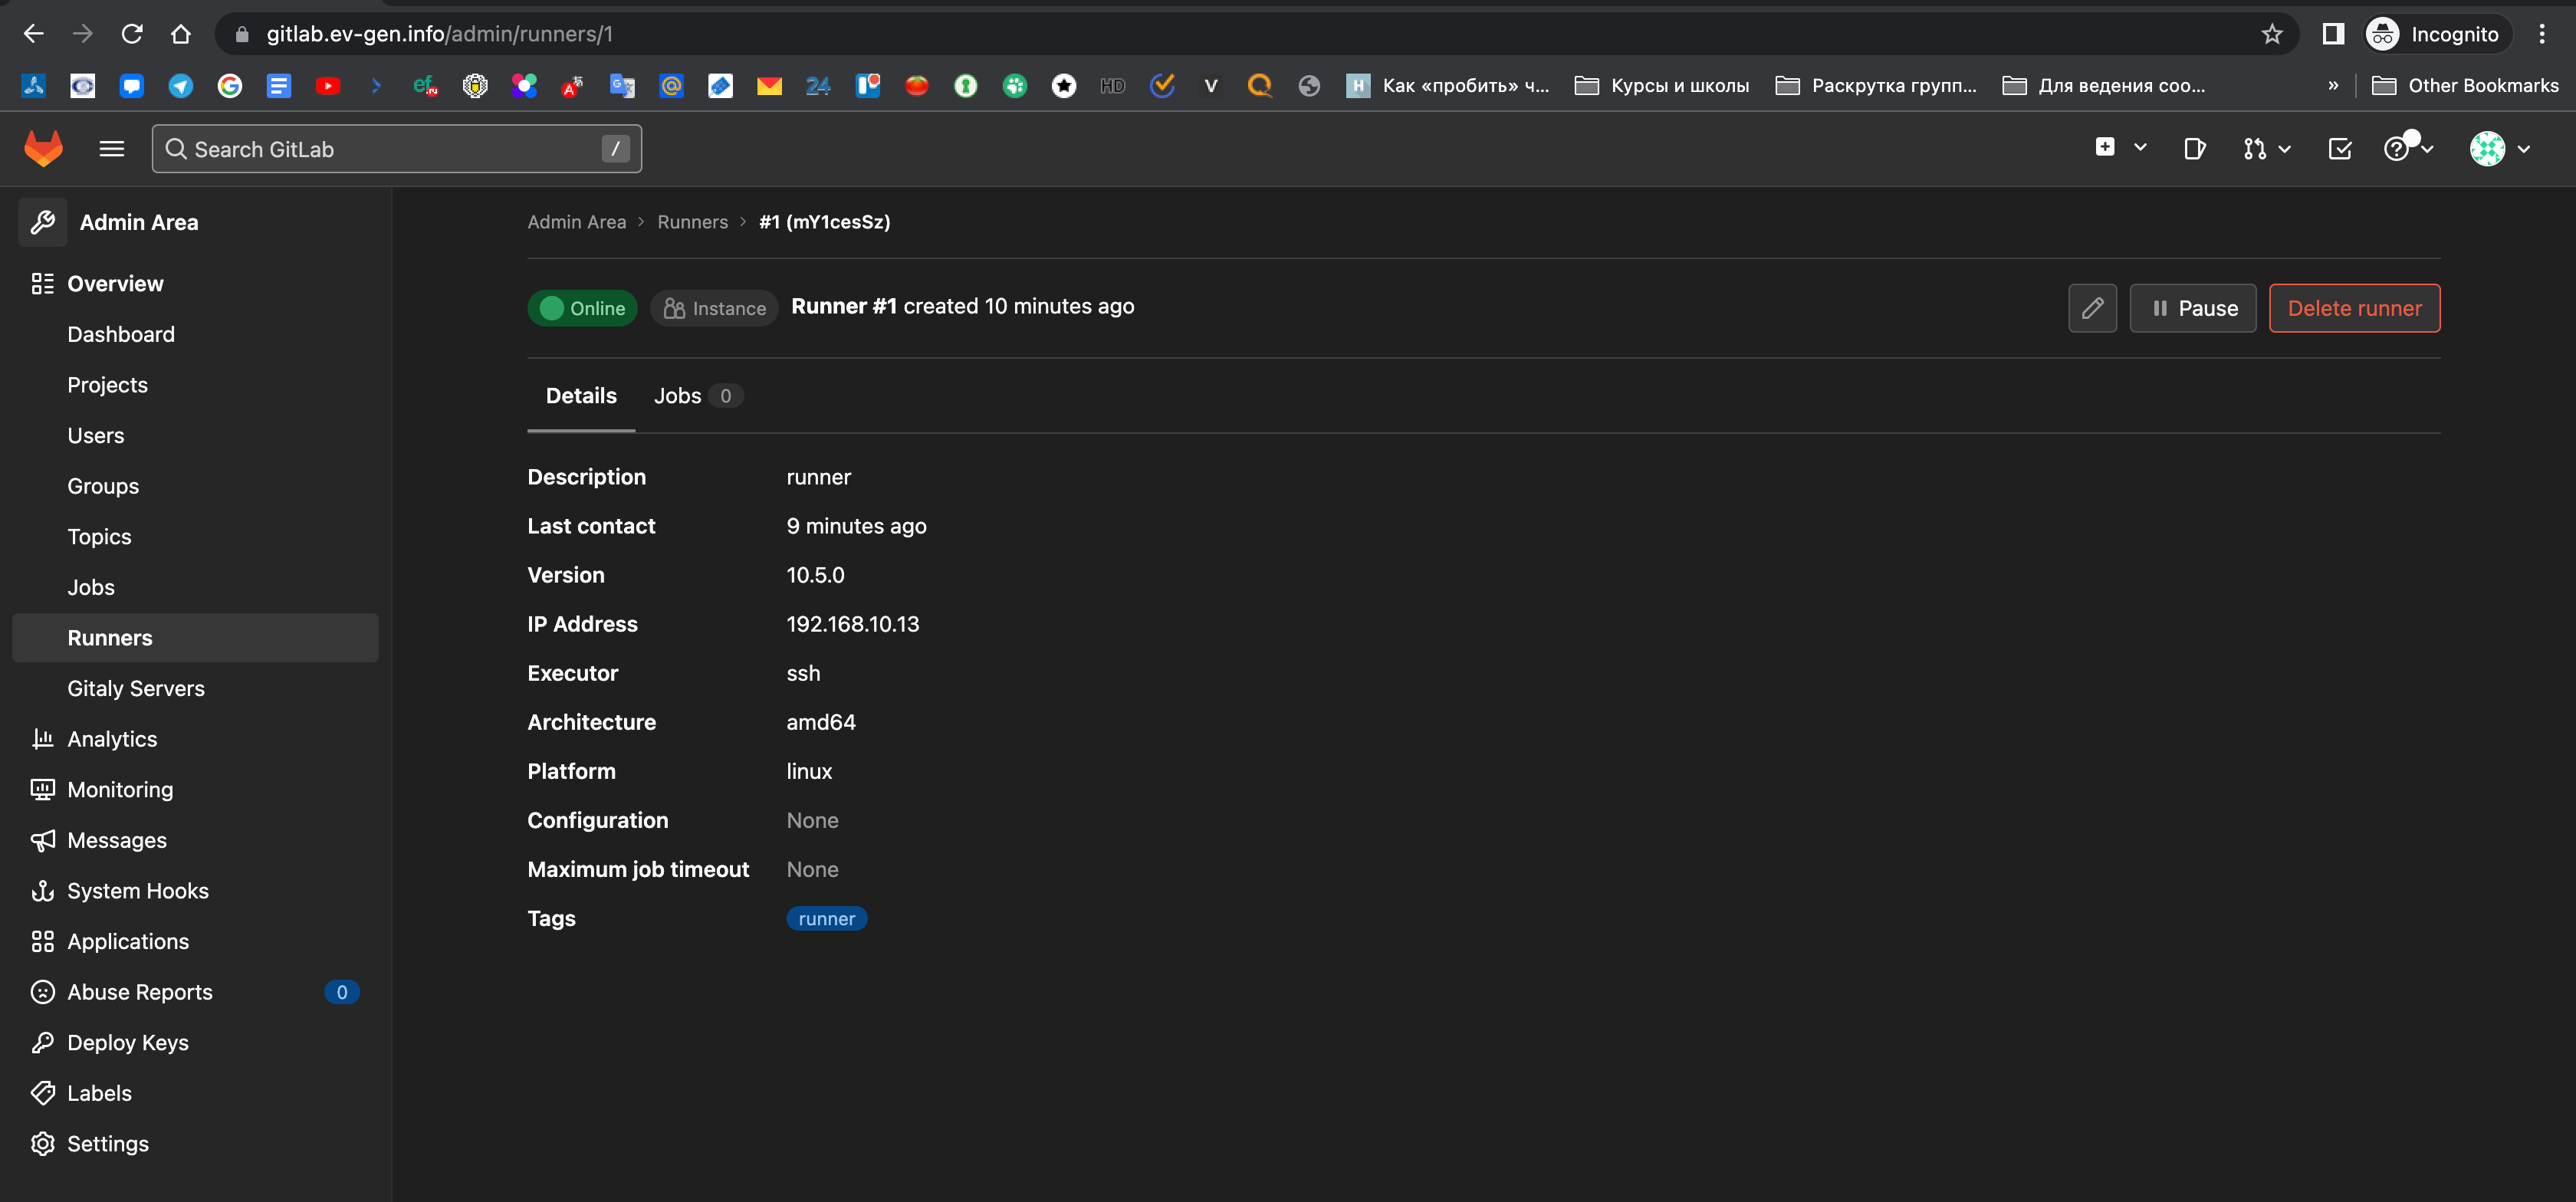 gitlab.ev-gen.info/admin/runners/1
Incognito
24 HD V H Как «пробить» ч... Курсы и школы Раскрутка групп... Для ведения соо... » Other Bookmarks
Search GitLab /
Admin Area
Overview
Dashboard
Projects
Users
Groups
Topics
Jobs
Runners
Gitaly Servers
Analytics
Monitoring
Messages
System Hooks
Applications
Abuse Reports 0
Deploy Keys
Labels
Settings
Admin Area > Runners > #1 (mY1cesSz)
Online Instance Runner #1 created 10 minutes ago
Pause Delete runner
Details Jobs 0
Description runner
Last contact 9 minutes ago
Version 10.5.0
IP Address 192.168.10.13
Executor ssh
Architecture amd64
Platform linux
Configuration None
Maximum job timeout None
Tags runner